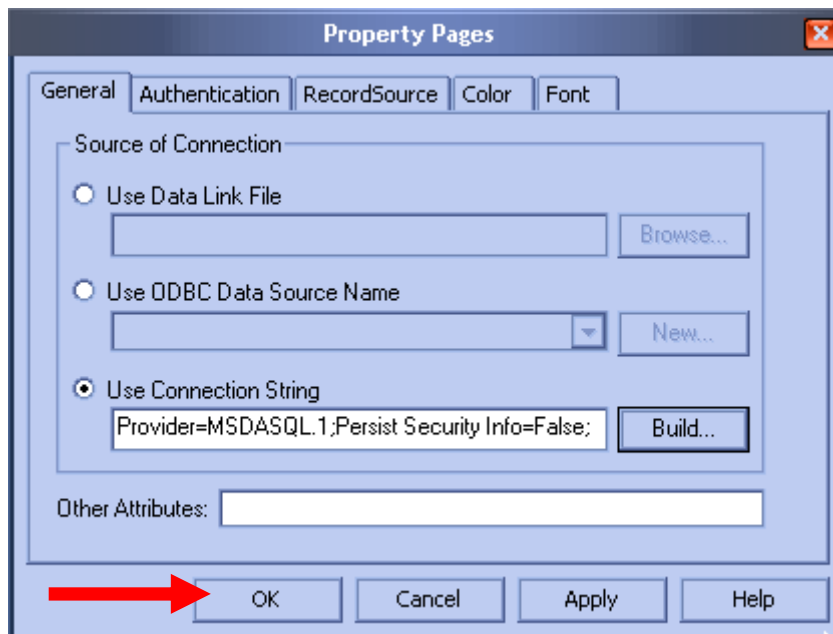 Property Pages
General Authentication RecordSource Color Font
Source of Connection
Use Data Link File
Browse...
Use ODBC Data Source Name
New...
Use Connection String
Provider=MSDASQL.1;Persist Security Info=False; Build...
Other Attributes:
OK Cancel Apply Help